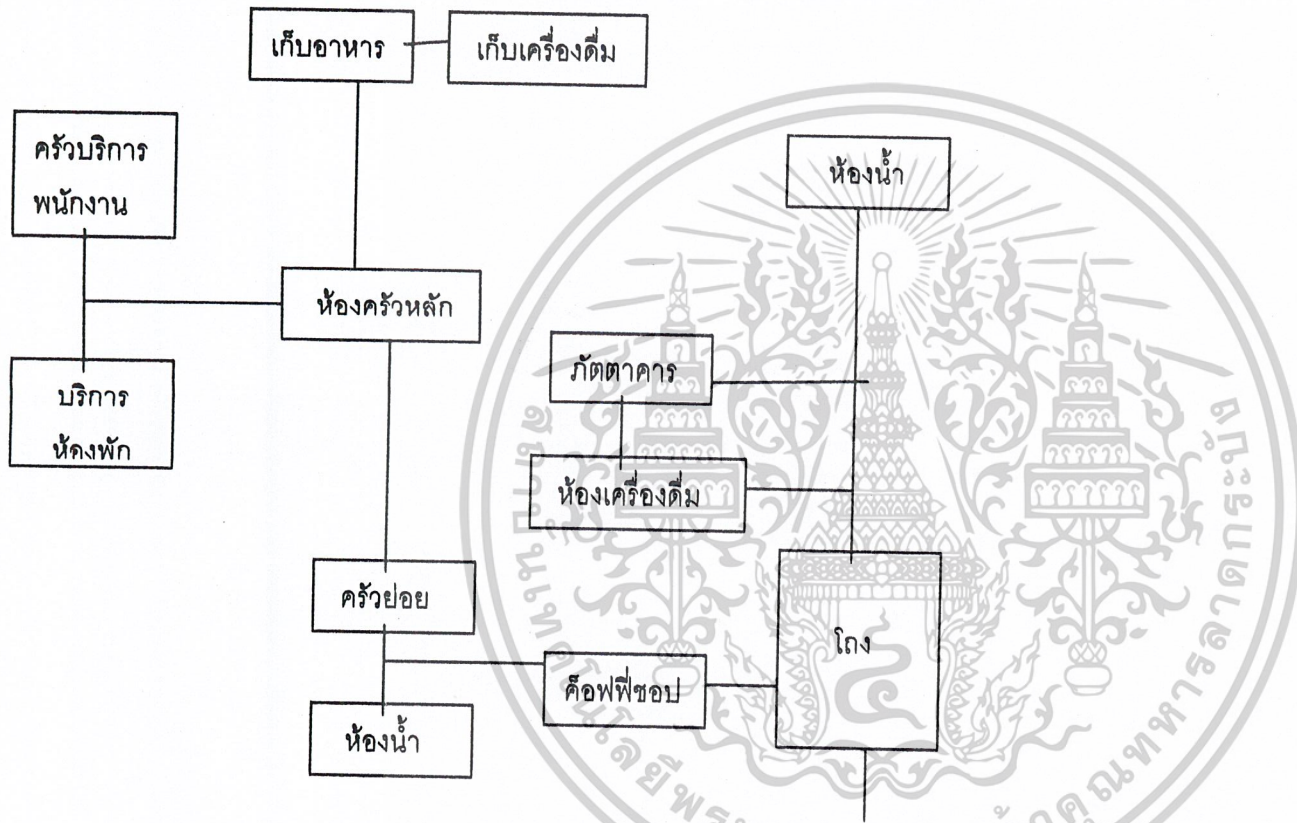 เก็บอาหาร
เก็บเครื่องดื่ม
ครัวบริการ
พนักงาน
ห้องน้ำ
ห้องครัวหลัก
ภัตตาคาร
บริการ
ห้องพัก
ห้องเครื่องดื่ม
ครัวย่อย
โถง
ค็อฟฟี่ชอป
ห้องน้ำ